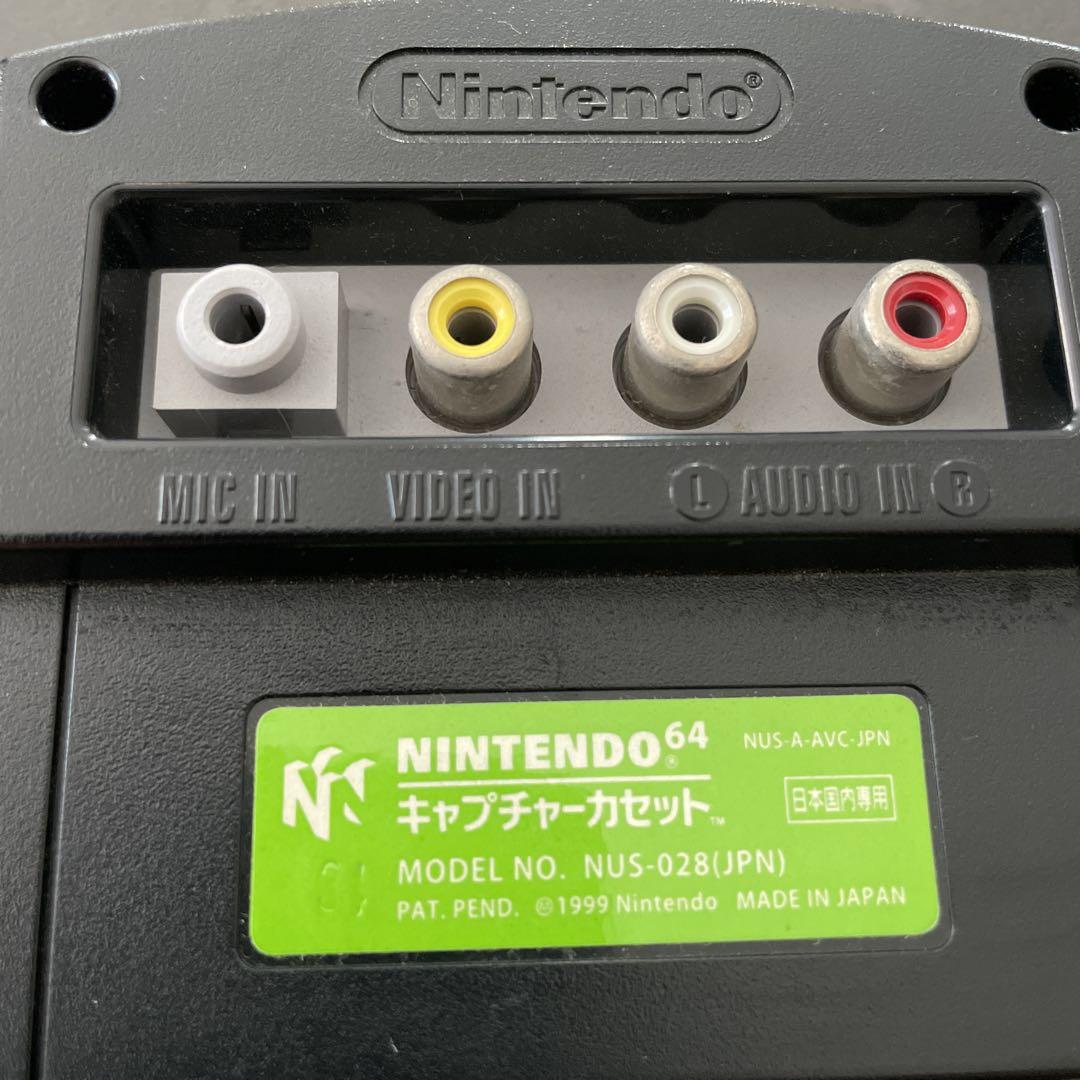 Nintendo®
MIC IN VIDEO IN L AUDIO IN R
NINTENDO64® NUS-A-AVC-JPN
キャプチャーカセット™ 日本国内専用
MODEL NO. NUS-028(JPN)
PAT. PEND. ©1999 Nintendo MADE IN JAPAN